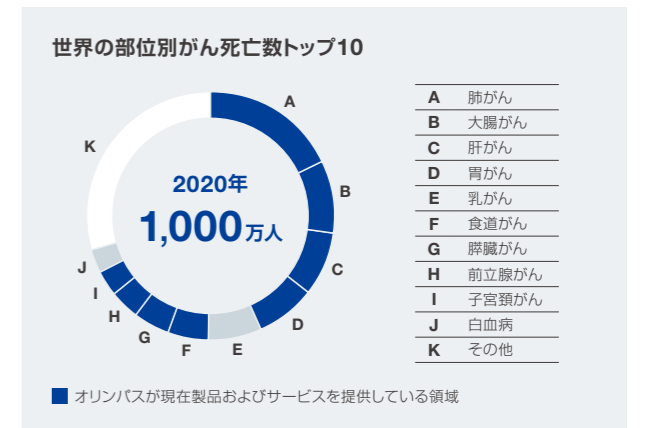 世界の部位別がん死亡数トップ10
A
B
C
D
E
F
G
H
I
J
K
2020年
1,000万人
A 肺がん
B 大腸がん
C 肝がん
D 胃がん
E 乳がん
F 食道がん
G 膵臓がん
H 前立腺がん
I 子宮頚がん
J 白血病
K その他
オリンパスが現在製品およびサービスを提供している領域